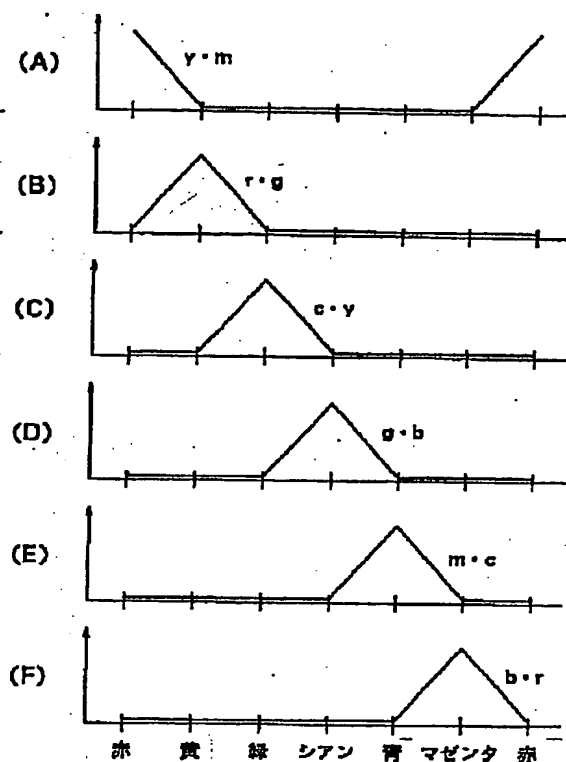 (A) y・m
(B) r・g
(C) c・y
(D) g・b
(E) m・c
(F) b・r
赤 黄 緑 シアン 青 マゼンタ 赤